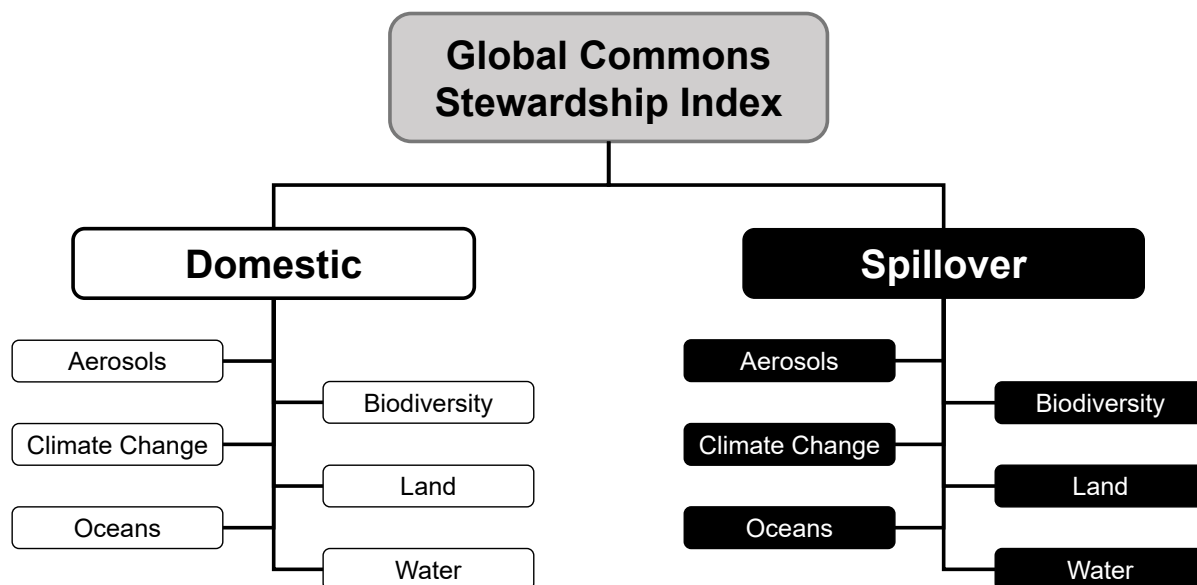 Global Commons
Stewardship Index
Domestic
Spillover
Aerosols
Biodiversity
Climate Change
Land
Oceans
Water
Aerosols
Biodiversity
Climate Change
Land
Oceans
Water